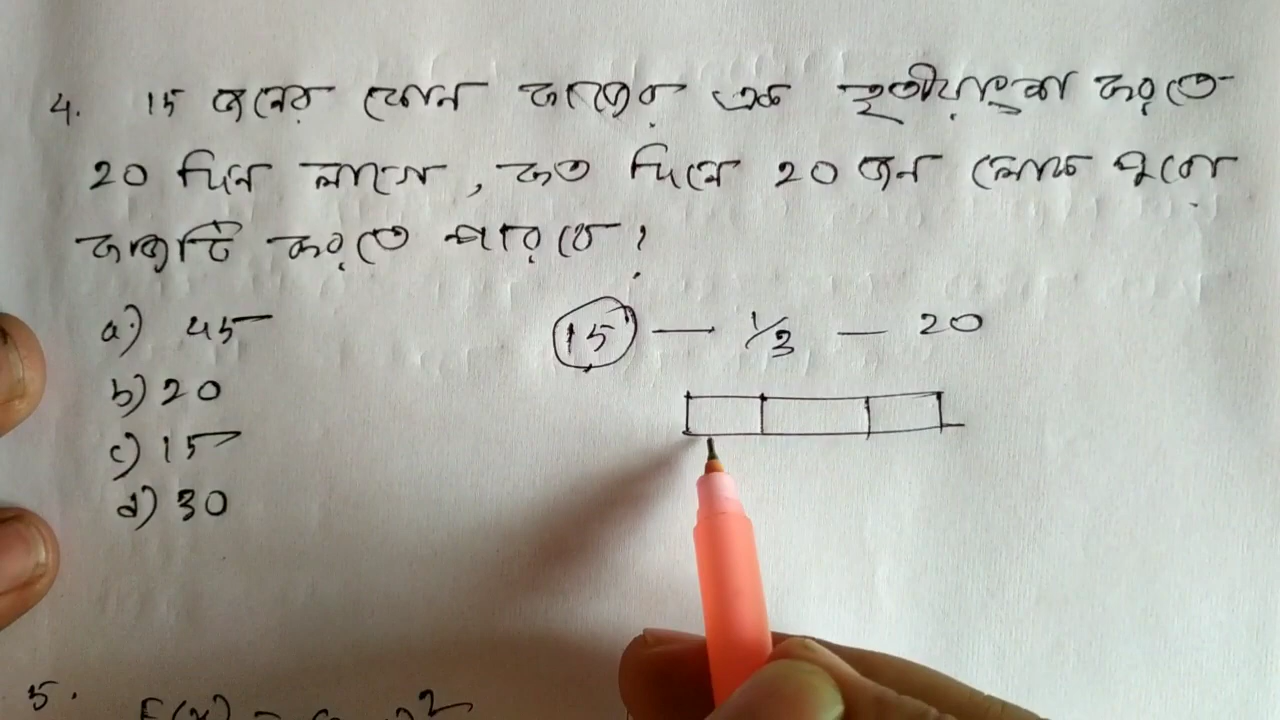 4. 15 জনের কোন কাজের এক তৃতীয়াংশ করতে
20 দিন লাগে, কত দিনে 20 জন লোক পুরো
কাজটি করতে পারবে?
a) 45
b) 20
c) 15
d) 30
15 — 1/3 — 20
5.